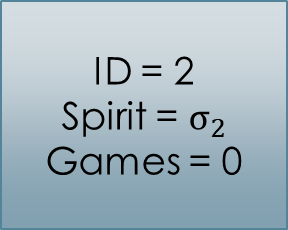 ID = 2
Spirit = σ₂
Games = 0